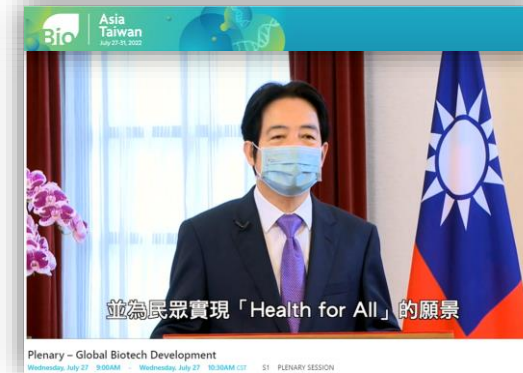 Bio
Asia
Taiwan
July 27-31, 2022
並為民眾實現「Health for All」的願景
Plenary – Global Biotech Development
Wednesday, July 27 9:00AM - Wednesday, July 27 10:30AM CST S1 PLENARY SESSION